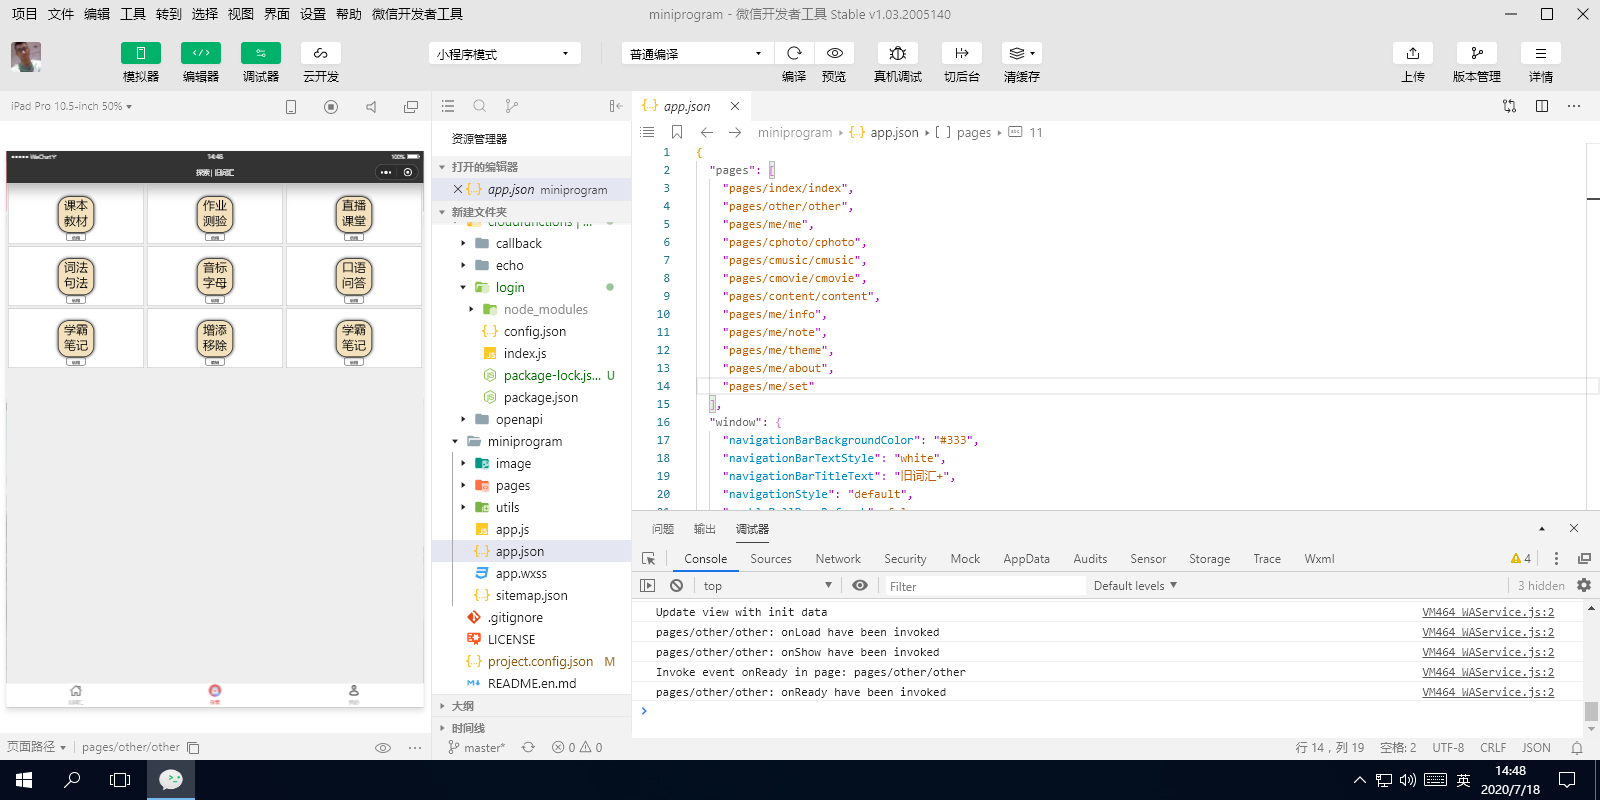 项目 文件 编辑 工具 转到 选择 视图 界面 设置 帮助 微信开发者工具
miniprogram - 微信开发者工具 Stable v1.03.2005140
模拟器 编辑器 调试器 云开发
小程序模式
普通编译
编译 预览 真机调试 切后台 清缓存
上传 版本管理 详情
iPad Pro 10.5-inch 50%
WeChat
14:48
100%
探索 | 旧词汇
课本
教材
作业
测验
直播
课堂
词法
句法
音标
字母
口语
问答
学霸
笔记
增添
移除
学霸
笔记
页面路径
pages/other/other
资源管理器
打开的编辑器
app.json miniprogram
新建文件夹
cloudfunctions | ...
callback
echo
login
node_modules
config.json
index.js
package-lock.js... U
package.json
openapi
miniprogram
image
pages
utils
app.js
app.json
app.wxss
sitemap.json
.gitignore
LICENSE
project.config.json M
README.en.md
大纲
时间线
master*
0
0
app.json
miniprogram app.json [ ] pages abc 11
1 {
2 "pages": [
3 "pages/index/index",
4 "pages/other/other",
5 "pages/me/me",
6 "pages/cphoto/cphoto",
7 "pages/cmusic/cmusic",
8 "pages/cmovie/cmovie",
9 "pages/content/content",
10 "pages/me/info",
11 "pages/me/note",
12 "pages/me/theme",
13 "pages/me/about",
14 "pages/me/set"
15 ],
16 "window": {
17 "navigationBarBackgroundColor": "#333",
18 "navigationBarTextStyle": "white",
19 "navigationBarTitleText": "旧词汇+",
20 "navigationStyle": "default",
问题 输出 调试器
Console Sources Network Security Mock AppData Audits Sensor Storage Trace Wxml
4
top
Filter
Default levels
3 hidden
Update view with init data VM464 WAService.js:2
pages/other/other: onLoad have been invoked VM464 WAService.js:2
pages/other/other: onShow have been invoked VM464 WAService.js:2
Invoke event onReady in page: pages/other/other VM464 WAService.js:2
pages/other/other: onReady have been invoked VM464 WAService.js:2
行 14，列 19 空格: 2 UTF-8 CRLF JSON
英
14:48
2020/7/18